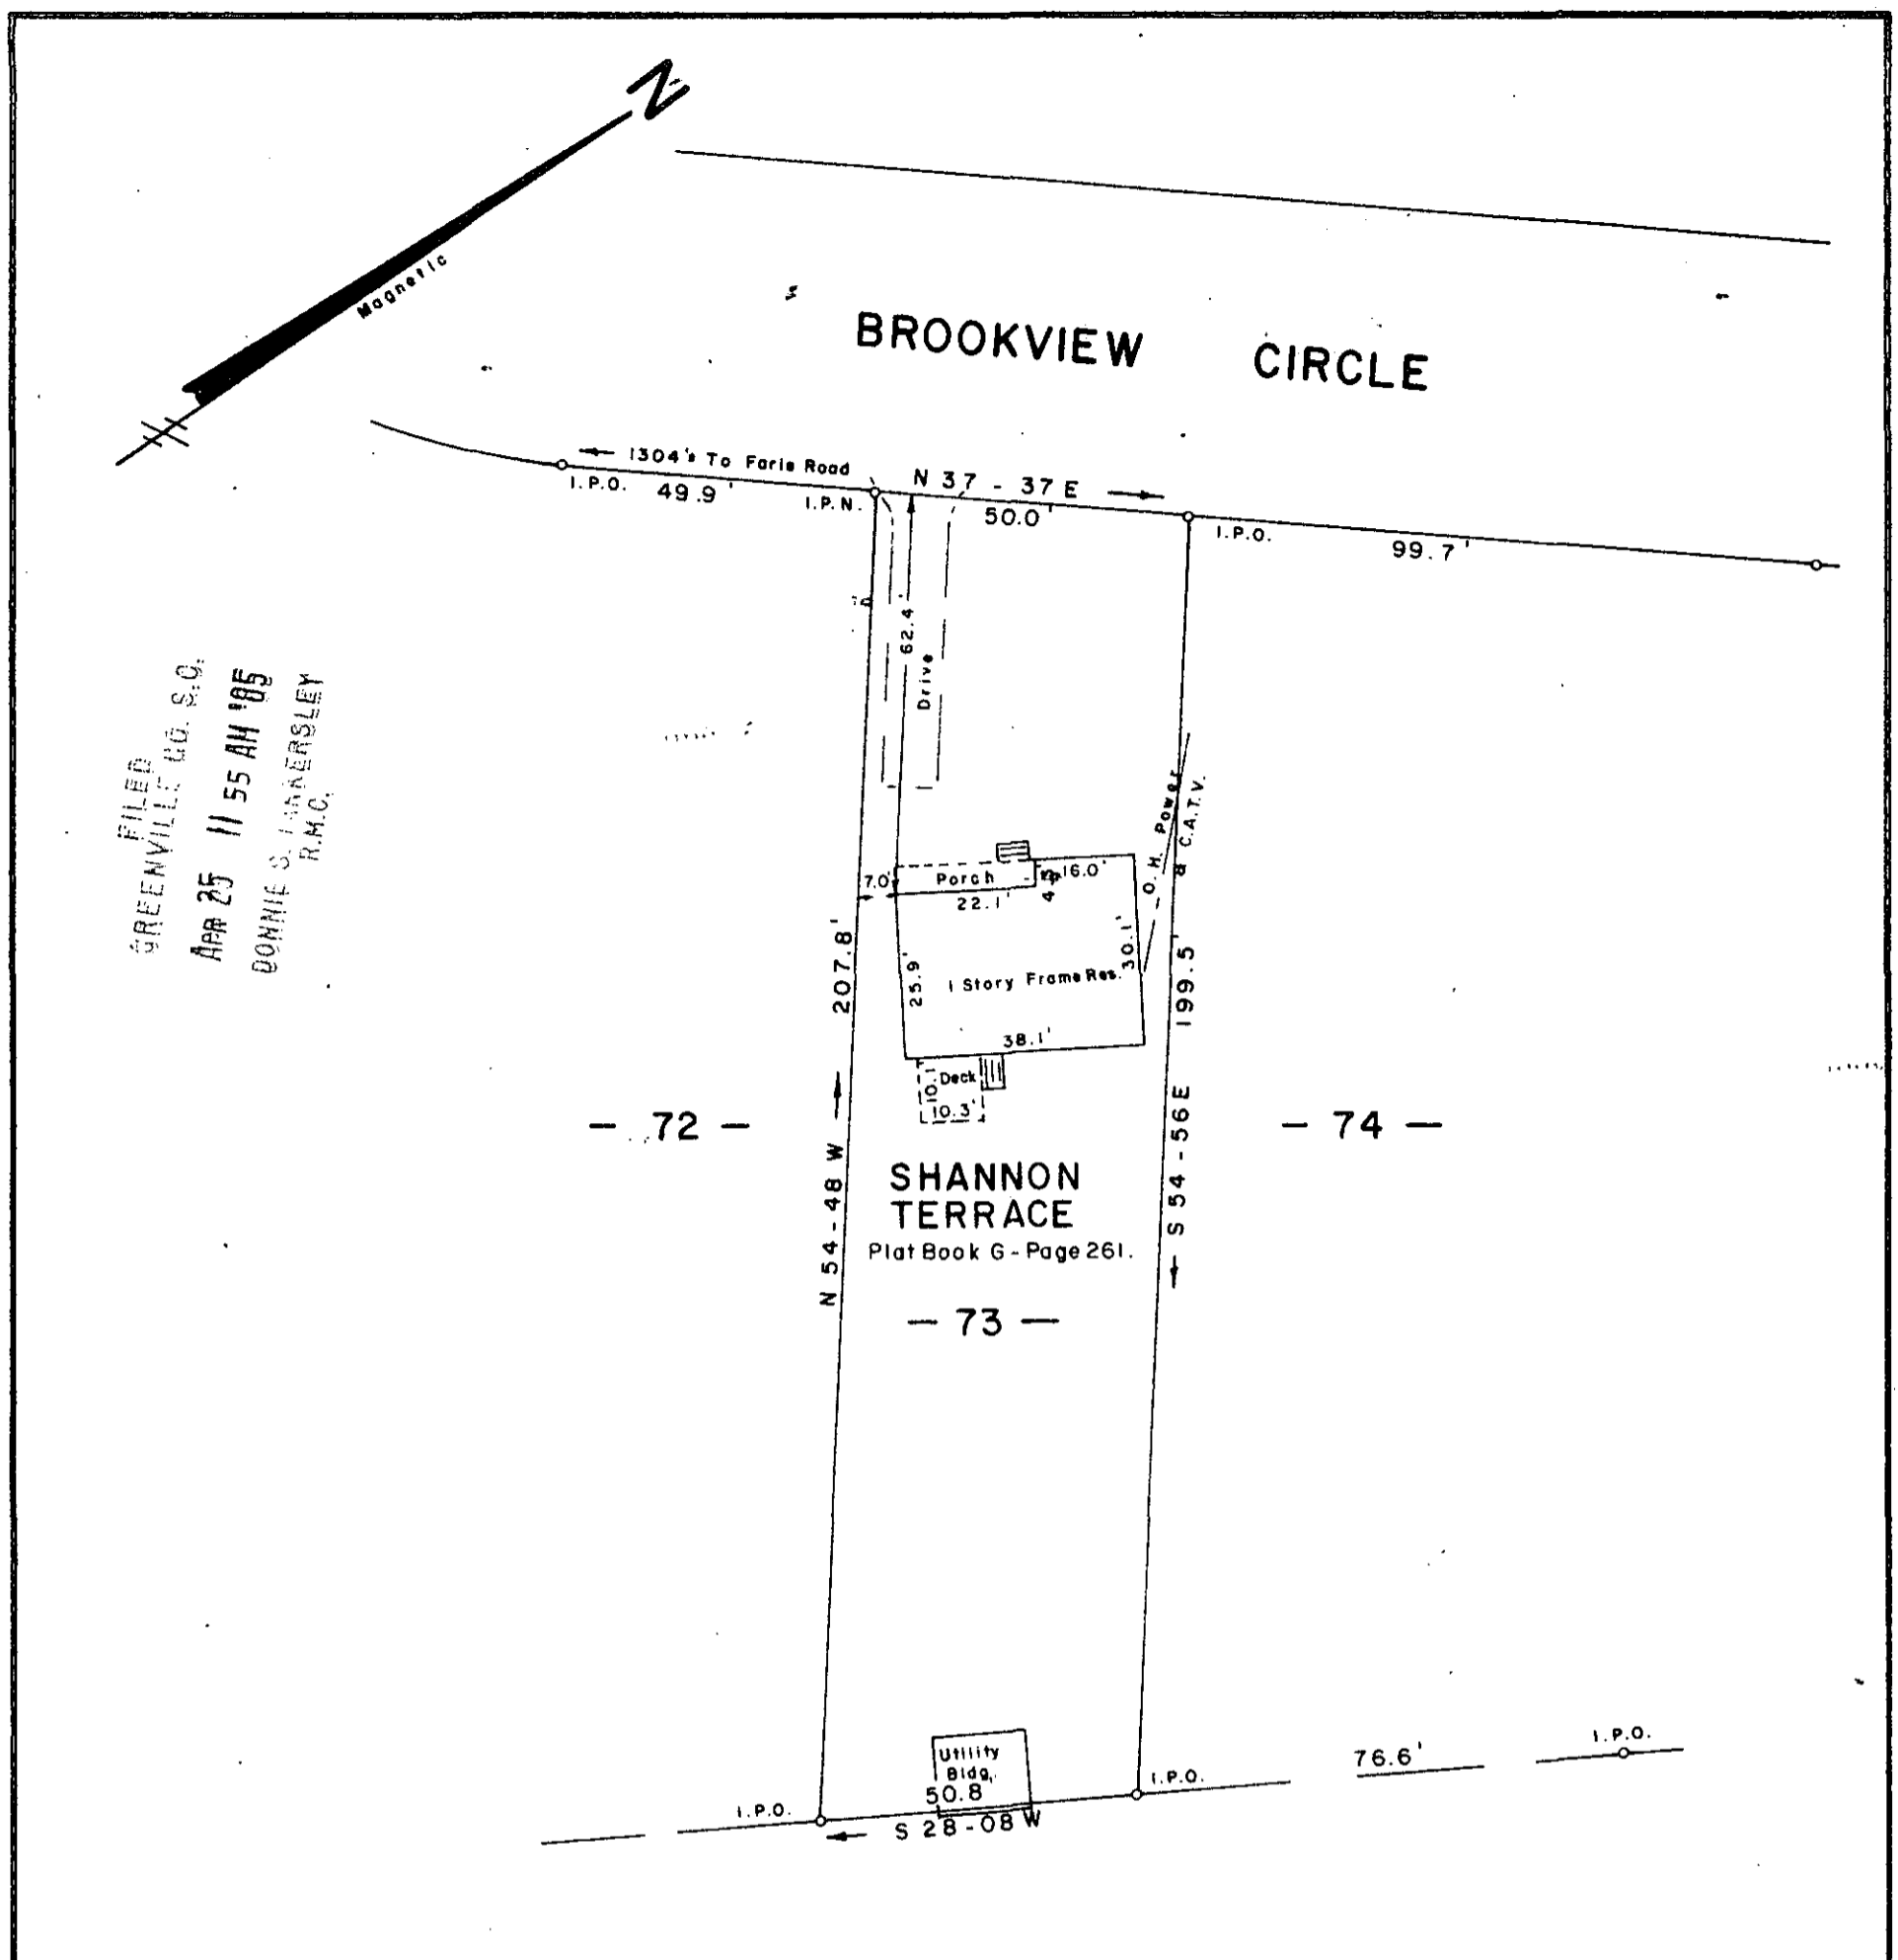 N
Magnetic
BROOKVIEW CIRCLE
1304'± To Faris Road
I.P.O.
49.9'
I.P.N.
N 37 - 37 E
50.0'
I.P.O.
99.7'
62.4'
Drive
FILED
GREENVILLE CO. S.C.
APR 25 11 55 AM '85
DONNIE S. TANKERSLEY
R.M.C.
O.H. Power
& C.A.T.V.
7.0'
Porch
22.1'
16.0'
30.1'
25.9'
1 Story Frame Res.
38.1'
Deck
10.1'
10.3'
N 54 - 48 W 207.8'
S 54 - 56 E 199.5'
- 72 -
- 74 -
SHANNON
TERRACE
Plat Book G - Page 261.
- 73 -
Utility
Bldg.
50.8'
S 28 - 08 W
I.P.O.
I.P.O.
76.6'
I.P.O.